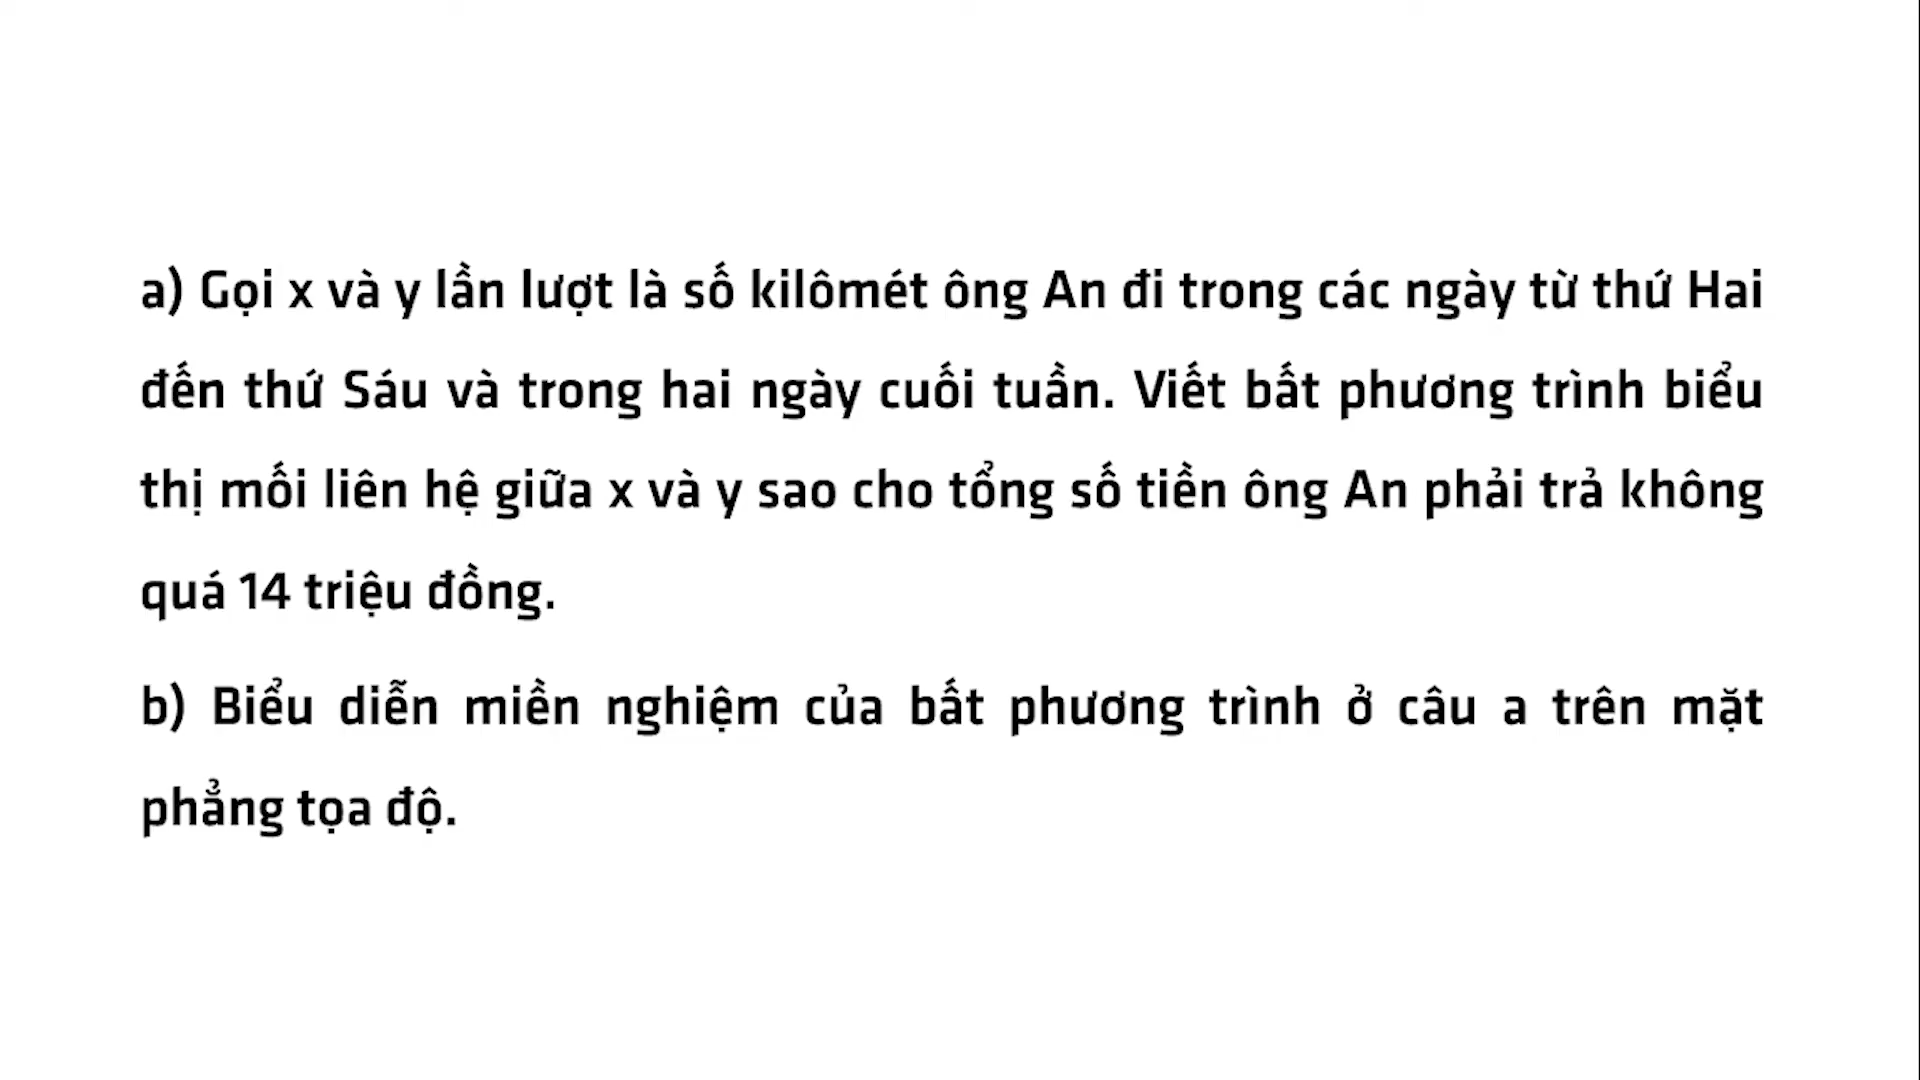 a) Gọi x và y lần lượt là số kilômét ông An đi trong các ngày từ thứ Hai
đến thứ Sáu và trong hai ngày cuối tuần. Viết bất phương trình biểu
thị mối liên hệ giữa x và y sao cho tổng số tiền ông An phải trả không
quá 14 triệu đồng.
b) Biểu diễn miền nghiệm của bất phương trình ở câu a trên mặt
phẳng tọa độ.